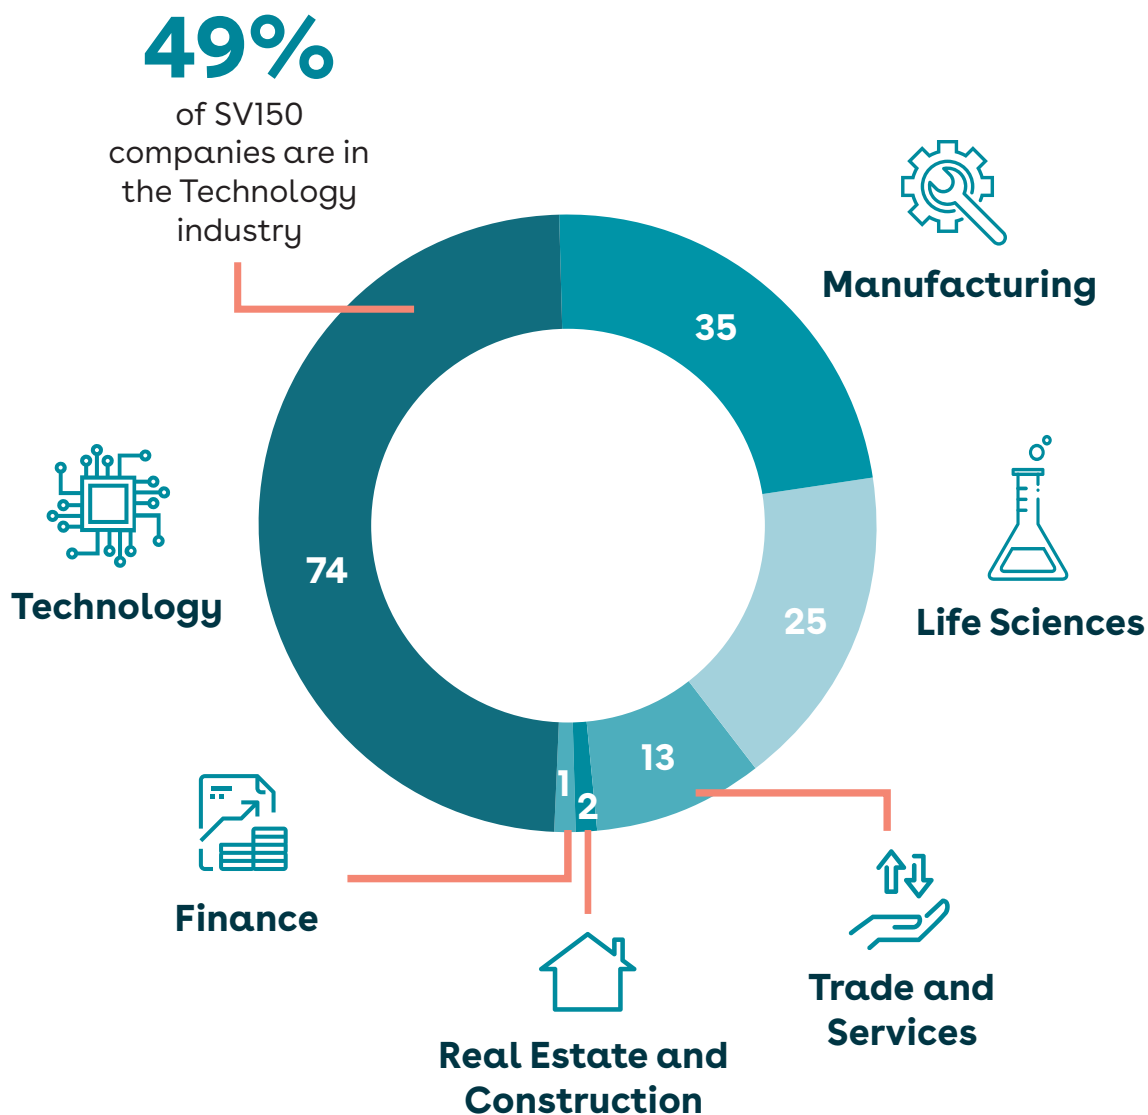 49%
of SV150
companies are in
the Technology
industry
Manufacturing
35
Technology
74
Life Sciences
25
13
1
2
Finance
Trade and
Services
Real Estate and
Construction